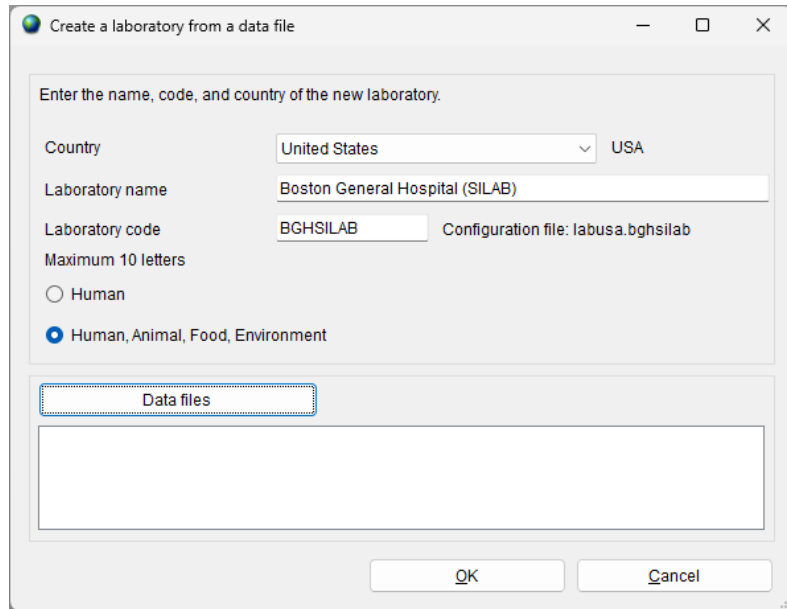 Create a laboratory from a data file
Enter the name, code, and country of the new laboratory.
Country United States USA
Laboratory name Boston General Hospital (SILAB)
Laboratory code BGHSILAB Configuration file: labusa.bghsilab
Maximum 10 letters
Human
Human, Animal, Food, Environment
Data files
OK Cancel